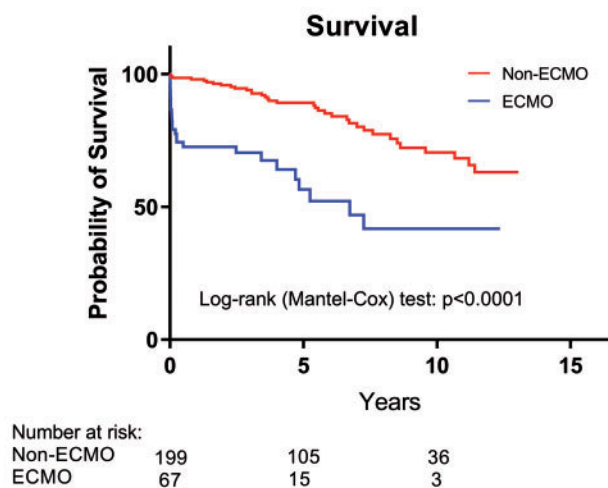 Survival
Probability of Survival
100
50
0
Non-ECMO
ECMO
Log-rank (Mantel-Cox) test: p<0.0001
0 5 10 15
Years
Number at risk:
Non-ECMO 199 105 36
ECMO 67 15 3